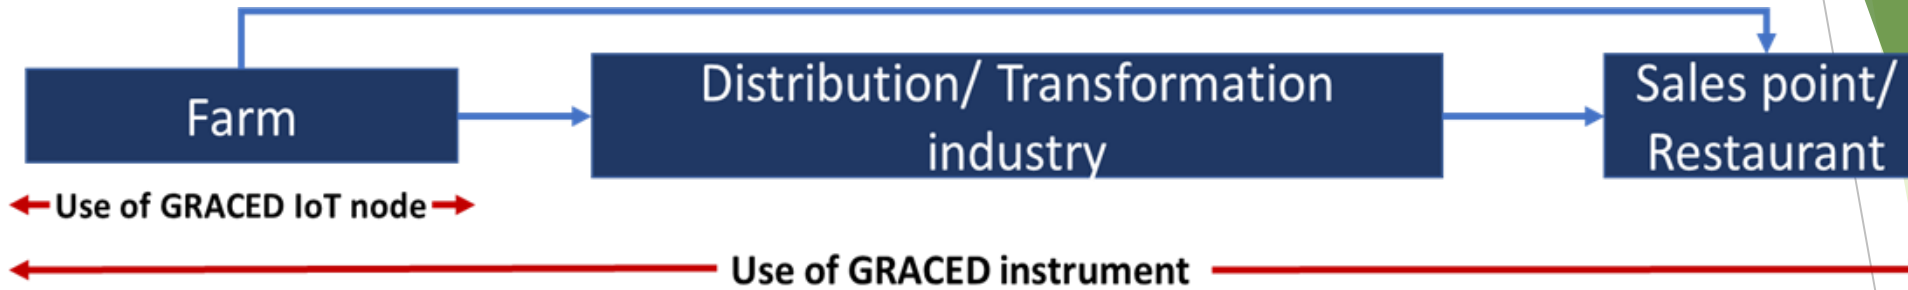 Farm
Distribution/ Transformation
industry
Sales point/
Restaurant
Use of GRACED IoT node
Use of GRACED instrument